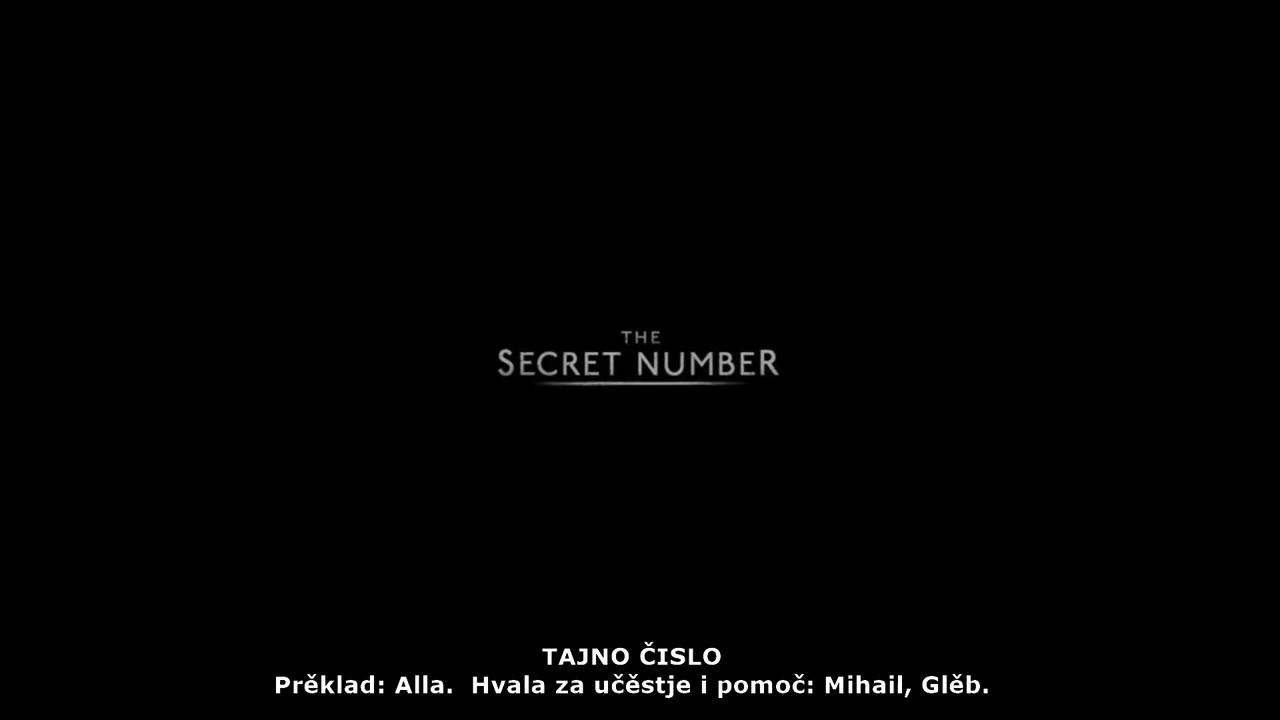 THE
SECRET NUMBER
TAJNO ČISLO
Prěklad: Alla.  Hvala za učěstje i pomoč: Mihail, Glěb.